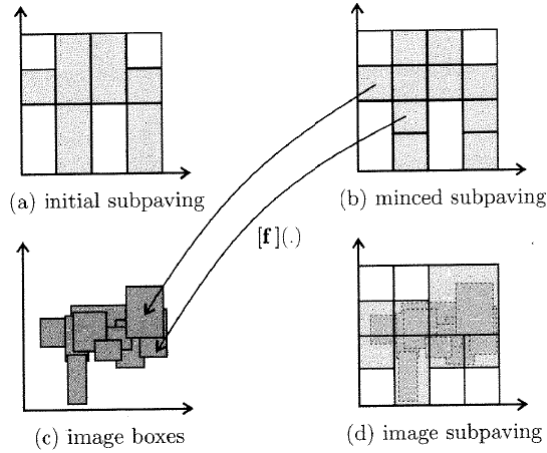 (a) initial subpaving
(b) minced subpaving
[f](.)
(c) image boxes
(d) image subpaving